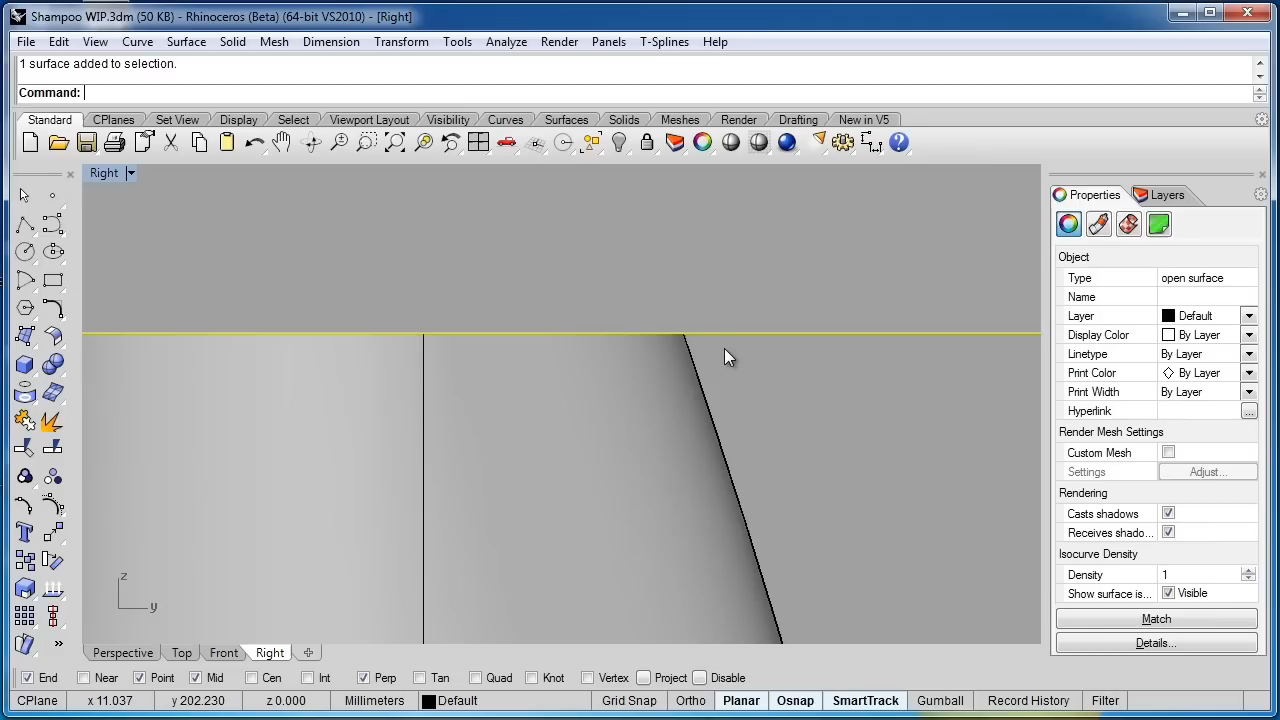 Shampoo WIP.3dm (50 KB) - Rhinoceros (Beta) (64-bit VS2010) - [Right]
File Edit View Curve Surface Solid Mesh Dimension Transform Tools Analyze Render Panels T-Splines Help
1 surface added to selection.
Command:
Standard CPlanes Set View Display Select Viewport Layout Visibility Curves Surfaces Solids Meshes Render Drafting New in V5
Right
Properties Layers
Object
Type open surface
Name
Layer Default
Display Color By Layer
Linetype By Layer
Print Color By Layer
Print Width By Layer
Hyperlink ...
Render Mesh Settings
Custom Mesh
Settings Adjust...
Rendering
Casts shadows
Receives shado...
Isocurve Density
Density 1
Show surface is... Visible
Match
Details...
z
y
Perspective Top Front Right
End Near Point Mid Cen Int Perp Tan Quad Knot Vertex Project Disable
CPlane x 11.037 y 202.230 z 0.000 Millimeters Default Grid Snap Ortho Planar Osnap SmartTrack Gumball Record History Filter